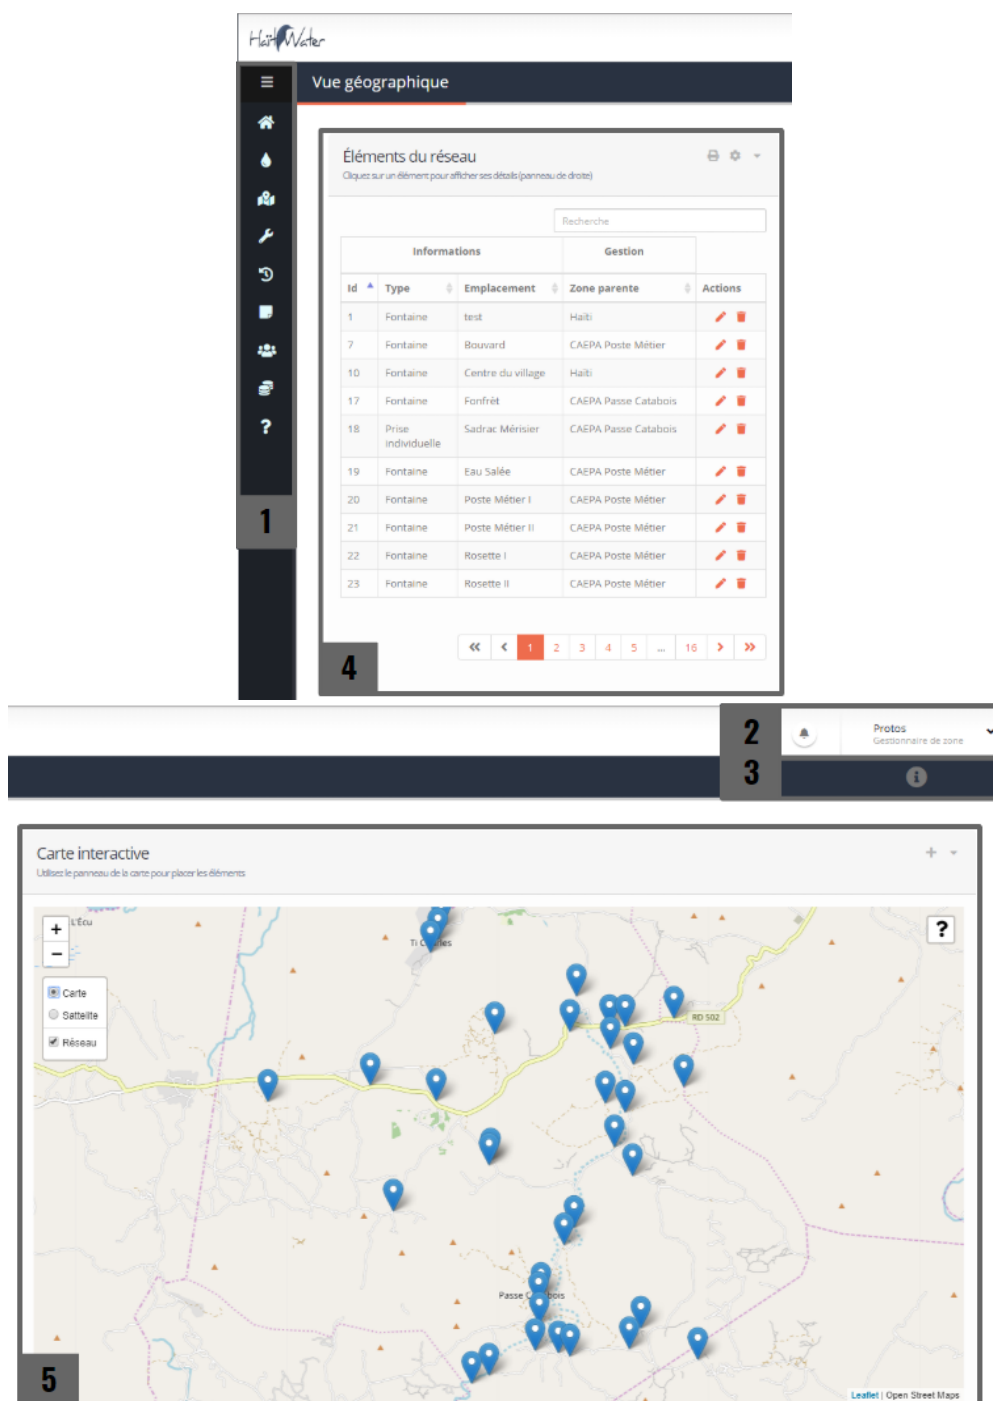 Haïti Water
Vue géographique
Éléments du réseau
Cliquez sur un élément pour afficher ses détails (panneau de droite)
Recherche
Informations Gestion
Id Type Emplacement Zone parente Actions
1 Fontaine test Haïti
7 Fontaine Bouvard CAEPA Poste Métier
10 Fontaine Centre du village Haïti
17 Fontaine Fonfrèt CAEPA Passe Catabois
18 Prise individuelle Sadrac Mérisier CAEPA Passe Catabois
19 Fontaine Eau Salée CAEPA Poste Métier
20 Fontaine Poste Métier I CAEPA Poste Métier
21 Fontaine Poste Métier II CAEPA Poste Métier
22 Fontaine Rosette I CAEPA Poste Métier
23 Fontaine Rosette II CAEPA Poste Métier
« ‹ 1 2 3 4 5 ... 16 › »
1
4
2
Protos
Gestionnaire de zone
3
Carte interactive
Utilisez le panneau de la carte pour placer les éléments
+
−
?
L'Écu
Carte
Sattelite
Réseau
Ti
RD 502
Passe
5
Leaflet | Open Street Maps